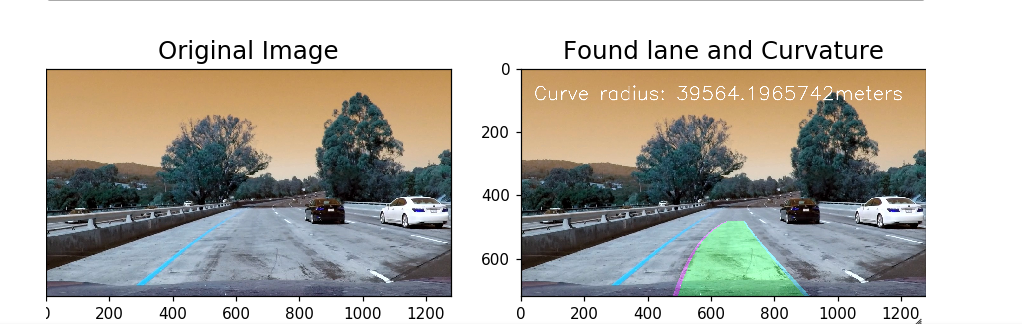 Original Image
Found lane and Curvature
Curve radius: 39564.1965742meters
0
200
400
600
0 200 400 600 800 1000 1200
0 200 400 600 800 1000 1200